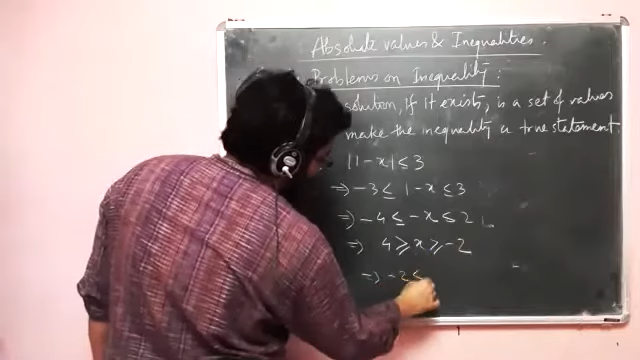 Absolute values & Inequalities.
Problems on Inequality:
solution, If it exists, is a set of values
make the inequality a true statement.
|1 - x| ≤ 3
⇒ -3 ≤ 1 - x ≤ 3
⇒ -4 ≤ -x ≤ 2
⇒ 4 ≥ x ≥ -2
⇒ -2 ≤